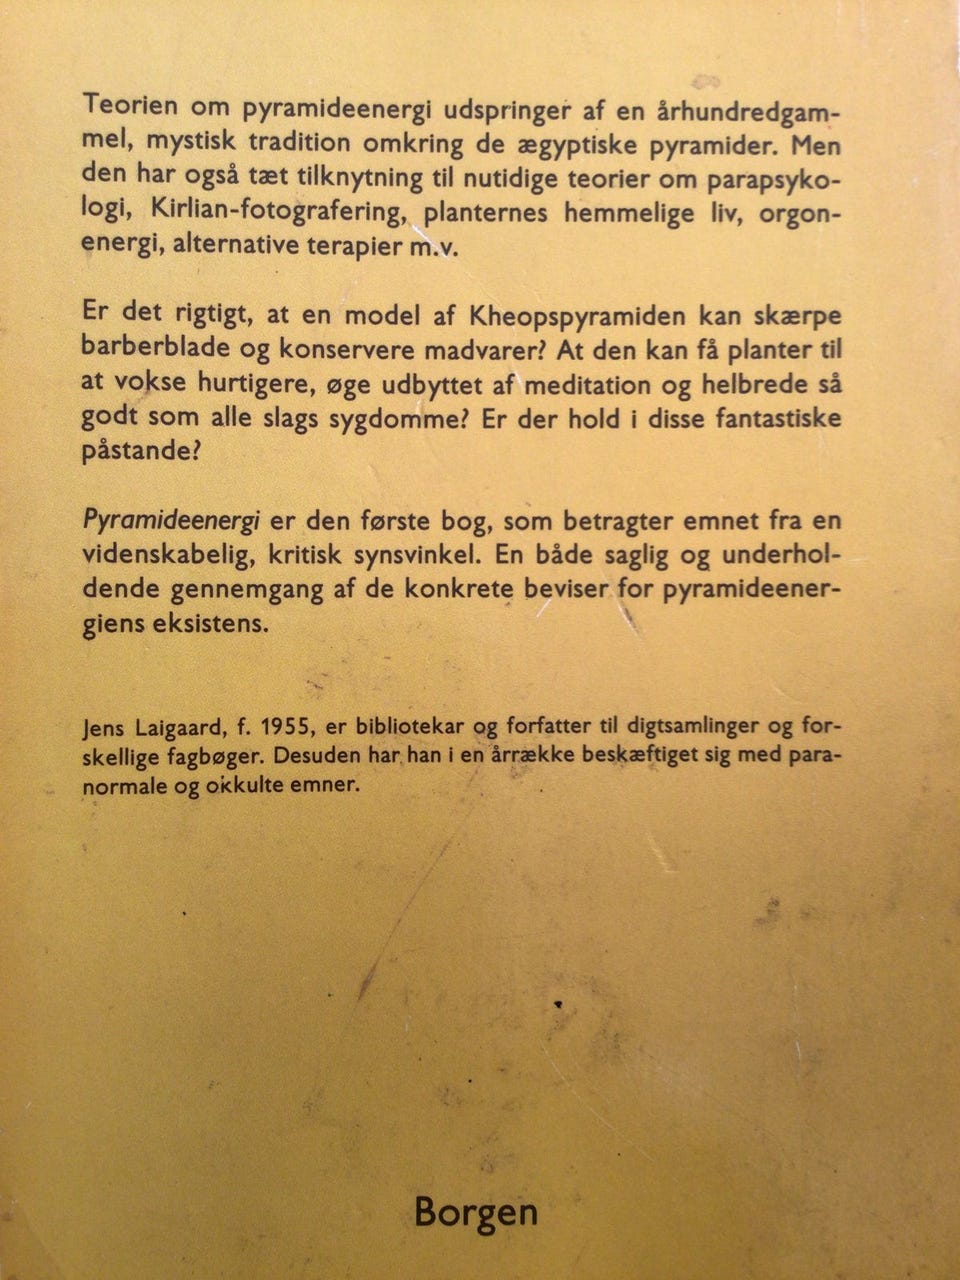 Teorien om pyramideenergi udspringer af en århundredgam-
mel, mystisk tradition omkring de ægyptiske pyramider. Men
den har også tæt tilknytning til nutidige teorier om parapsyko-
logi, Kirlian-fotografering, planternes hemmelige liv, orgon-
energi, alternative terapier m.v.
Er det rigtigt, at en model af Kheopspyramiden kan skærpe
barberblade og konservere madvarer? At den kan få planter til
at vokse hurtigere, øge udbyttet af meditation og helbrede så
godt som alle slags sygdomme? Er der hold i disse fantastiske
påstande?
Pyramideenergi er den første bog, som betragter emnet fra en
videnskabelig, kritisk synsvinkel. En både saglig og underhol-
dende gennemgang af de konkrete beviser for pyramideener-
giens eksistens.
Jens Laigaard, f. 1955, er bibliotekar og forfatter til digtsamlinger og for-
skellige fagbøger. Desuden har han i en årrække beskæftiget sig med para-
normale og okkulte emner.
Borgen